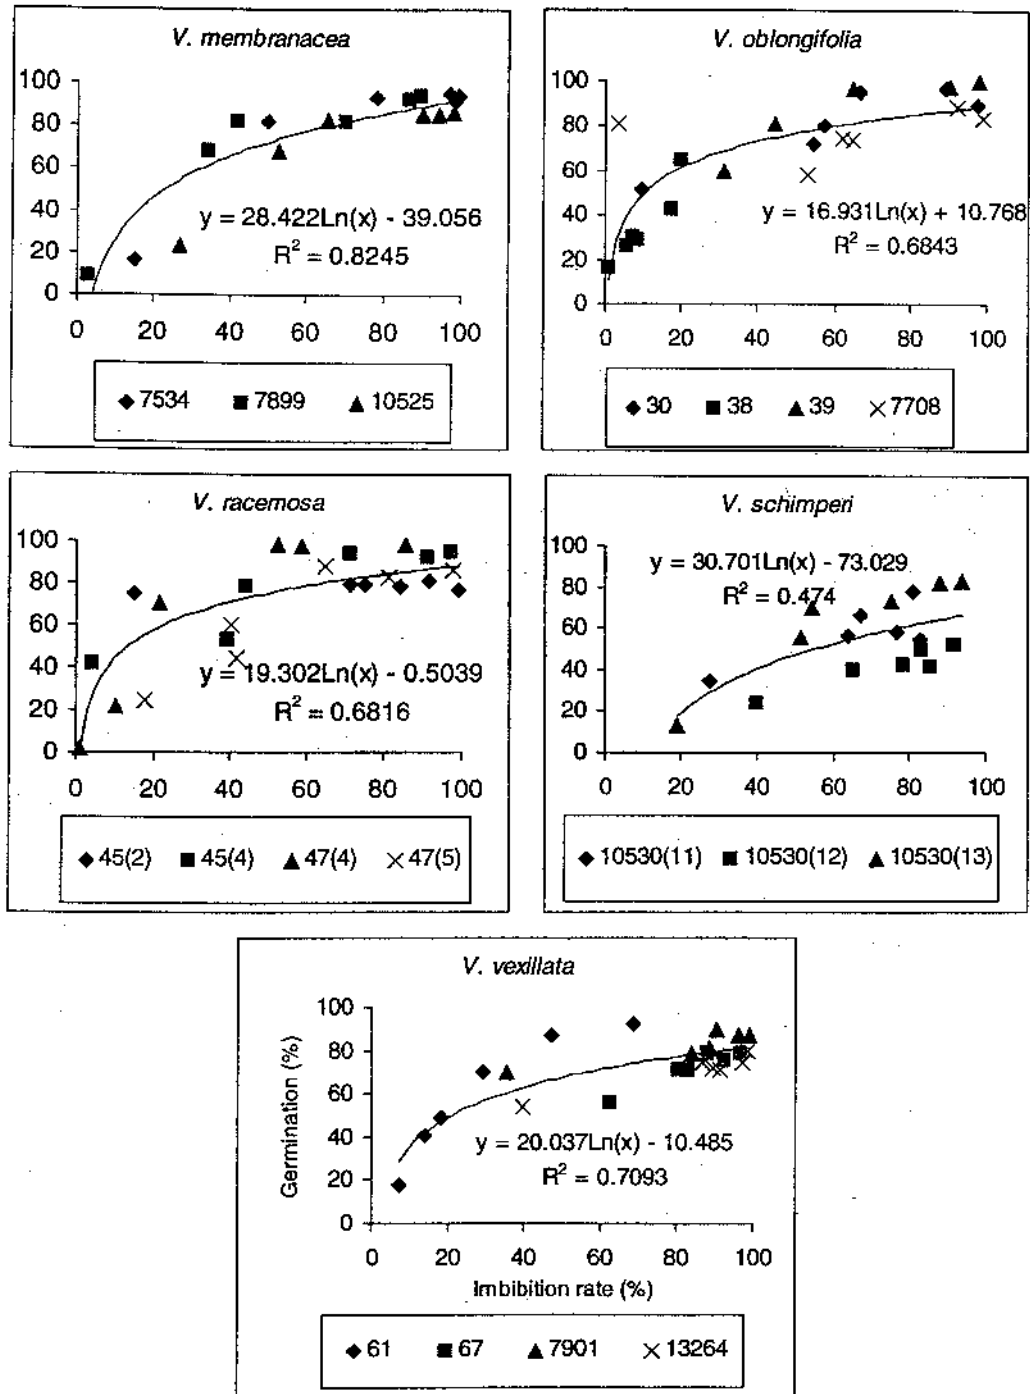 V. membranacea
100
80
60
40
20
0
y = 28.422Ln(x) - 39.056
R² = 0.8245
0 20 40 60 80 100
7534 7899 10525
V. oblongifolia
100
80
60
40
20
0
y = 16.931Ln(x) + 10.768
R² = 0.6843
0 20 40 60 80 100
30 38 39 7708
V. racemosa
100
80
60
40
20
0
y = 19.302Ln(x) - 0.5039
R² = 0.6816
0 20 40 60 80 100
45(2) 45(4) 47(4) 47(5)
V. schimperi
100
80
60
40
20
0
y = 30.701Ln(x) - 73.029
R² = 0.474
0 20 40 60 80 100
10530(11) 10530(12) 10530(13)
V. vexillata
Germination (%)
100
80
60
40
20
0
y = 20.037Ln(x) - 10.485
R² = 0.7093
0 20 40 60 80 100
Imbibition rate (%)
61 67 7901 13264